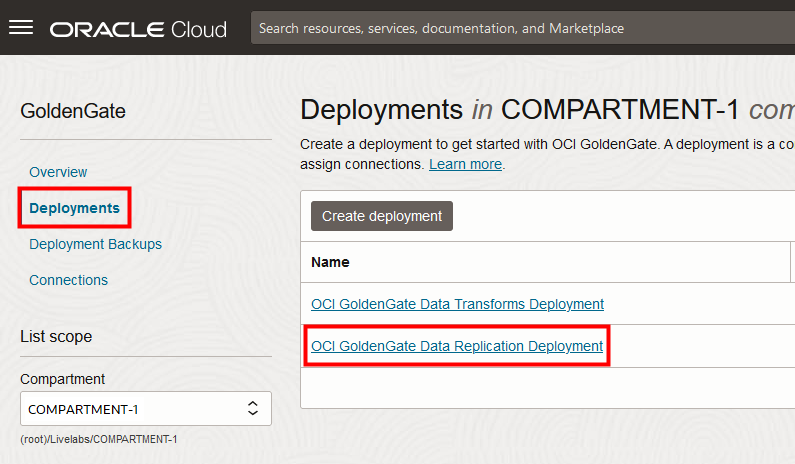 ORACLE Cloud
Search resources, services, documentation, and Marketplace
GoldenGate
Overview
Deployments
Deployment Backups
Connections
List scope
Compartment
COMPARTMENT-1
(root)/Livelabs/COMPARTMENT-1
Deployments in COMPARTMENT-1 com
Create a deployment to get started with OCI GoldenGate. A deployment is a co
assign connections. Learn more.
Create deployment
Name
OCI GoldenGate Data Transforms Deployment
OCI GoldenGate Data Replication Deployment